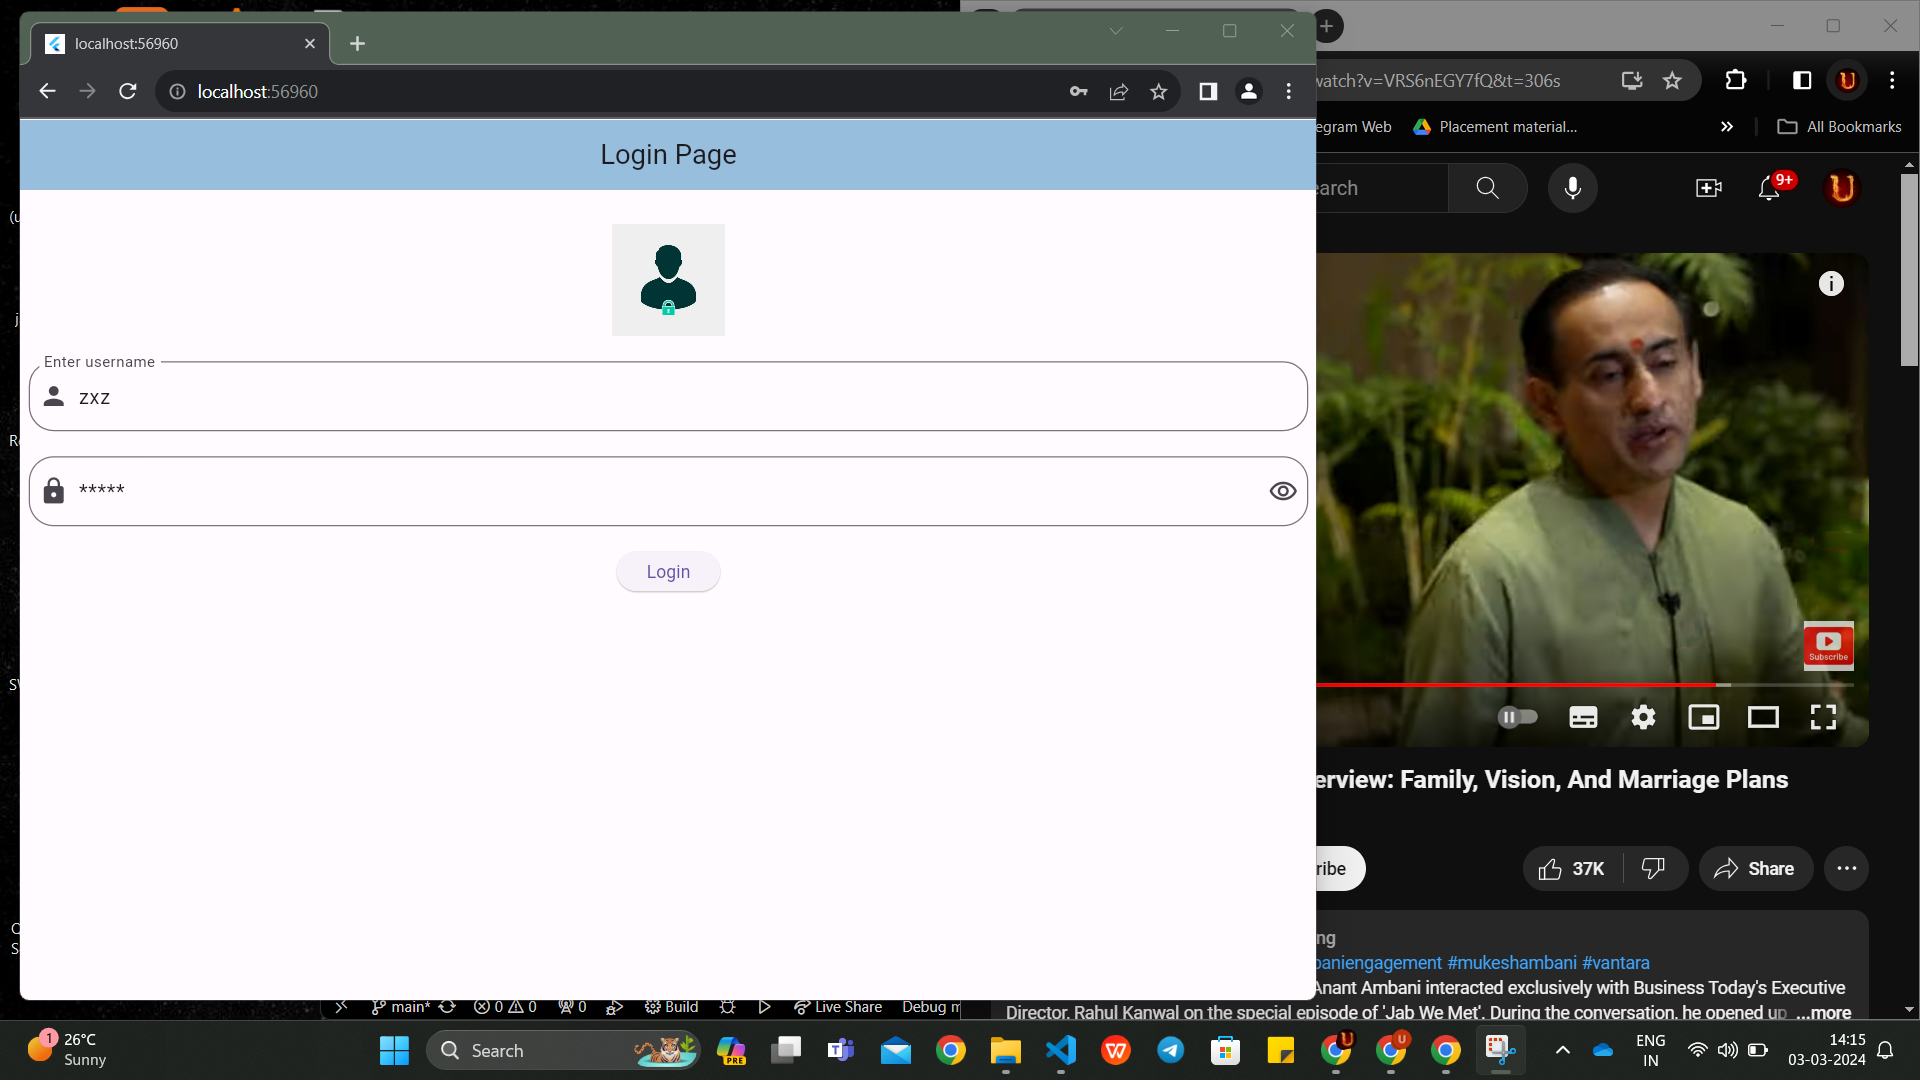 localhost:56960
localhost:56960
Login Page
Enter username
zxz
*****
Login
watch?v=VRS6nEGY7fQ&t=306s
egram Web
Placement material...
All Bookmarks
earch
9+
Subscribe
erview: Family, Vision, And Marriage Plans
ribe
37K
Share
ng
baniengagement #mukeshambani #vantara
Anant Ambani interacted exclusively with Business Today's Executive
Director, Rahul Kanwal on the special episode of 'Jab We Met'. During the conversation, he opened up ...more
main*
0
0
0
Build
Live Share
Debug m
1
26°C
Sunny
Search
PRE
ENG
IN
14:15
03-03-2024